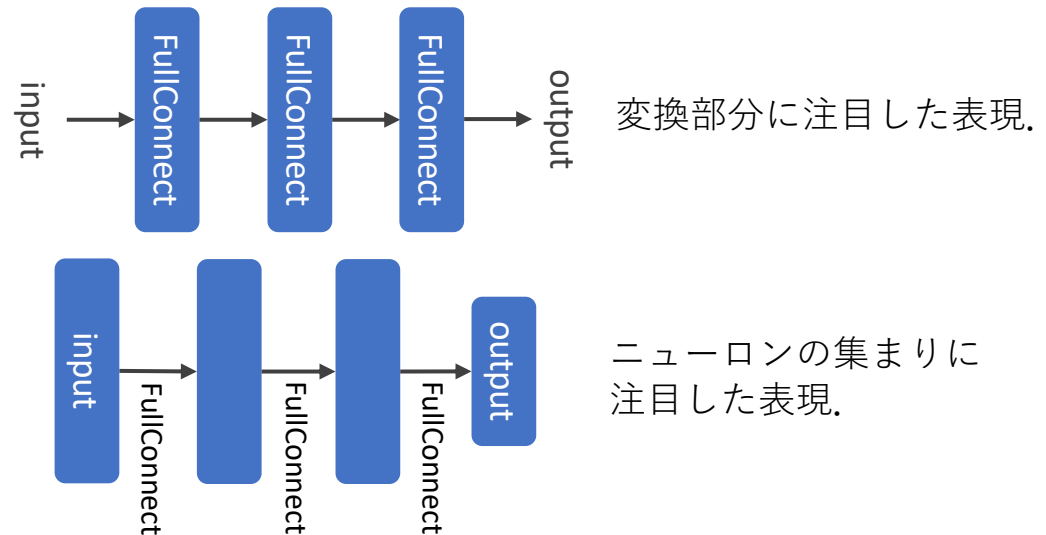 input
FullConnect
FullConnect
FullConnect
output
変換部分に注目した表現.
input
FullConnect
FullConnect
FullConnect
output
ニューロンの集まりに
注目した表現.